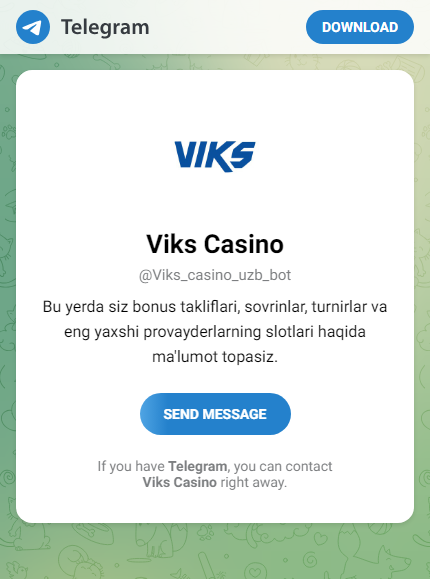 Telegram
DOWNLOAD
VIKS
Viks Casino
@Viks_casino_uzb_bot
Bu yerda siz bonus takliflari, sovrinlar, turnirlar va
eng yaxshi provayderlarning slotlari haqida
ma'lumot topasiz.
SEND MESSAGE
If you have Telegram, you can contact
Viks Casino right away.